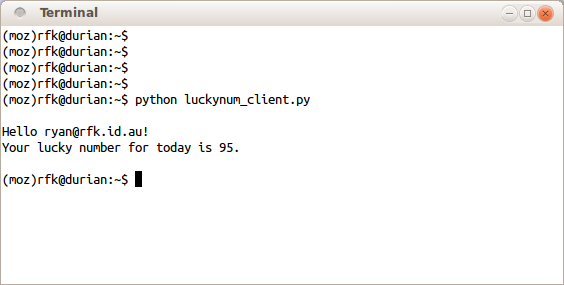 Terminal
(moz)rfk@durian:~$
(moz)rfk@durian:~$
(moz)rfk@durian:~$
(moz)rfk@durian:~$
(moz)rfk@durian:~$ python luckynum_client.py
Hello ryan@rfk.id.au!
Your lucky number for today is 95.
(moz)rfk@durian:~$